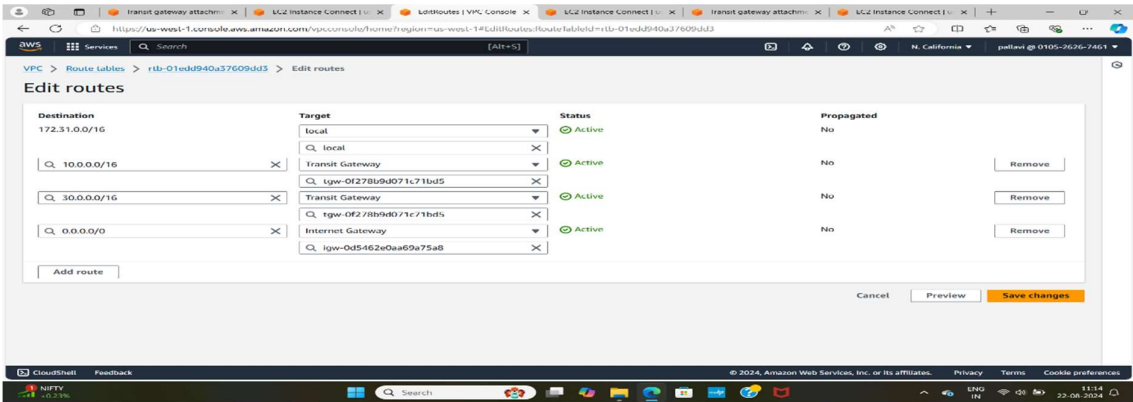 Transit gateway attachm
EC2 Instance Connect | u
EditRoutes | VPC Console
EC2 Instance Connect | u
Transit gateway attachm
EC2 Instance Connect | u
https://us-west-1.console.aws.amazon.com/vpcconsole/home?region=us-west-1#EditRoutes:RouteTableId=rtb-01edd940a37609dd3
aws Services Search [Alt+S] N. California pallavi @ 0105-2626-7461
VPC > Route tables > rtb-01edd940a37609dd3 > Edit routes
Edit routes
Destination Target Status Propagated
172.31.0.0/16 local Active No
local
10.0.0.0/16 Transit Gateway Active No Remove
tgw-0f278b9d071c71bd5
30.0.0.0/16 Transit Gateway Active No Remove
tgw-0f278b9d071c71bd5
0.0.0.0/0 Internet Gateway Active No Remove
igw-0d5462e0aa69a75a8
Add route
Cancel Preview Save changes
CloudShell Feedback © 2024, Amazon Web Services, Inc. or its affiliates. Privacy Terms Cookie preferences
NIFTY Search ENG 11:14
+0.23% IN 22-08-2024